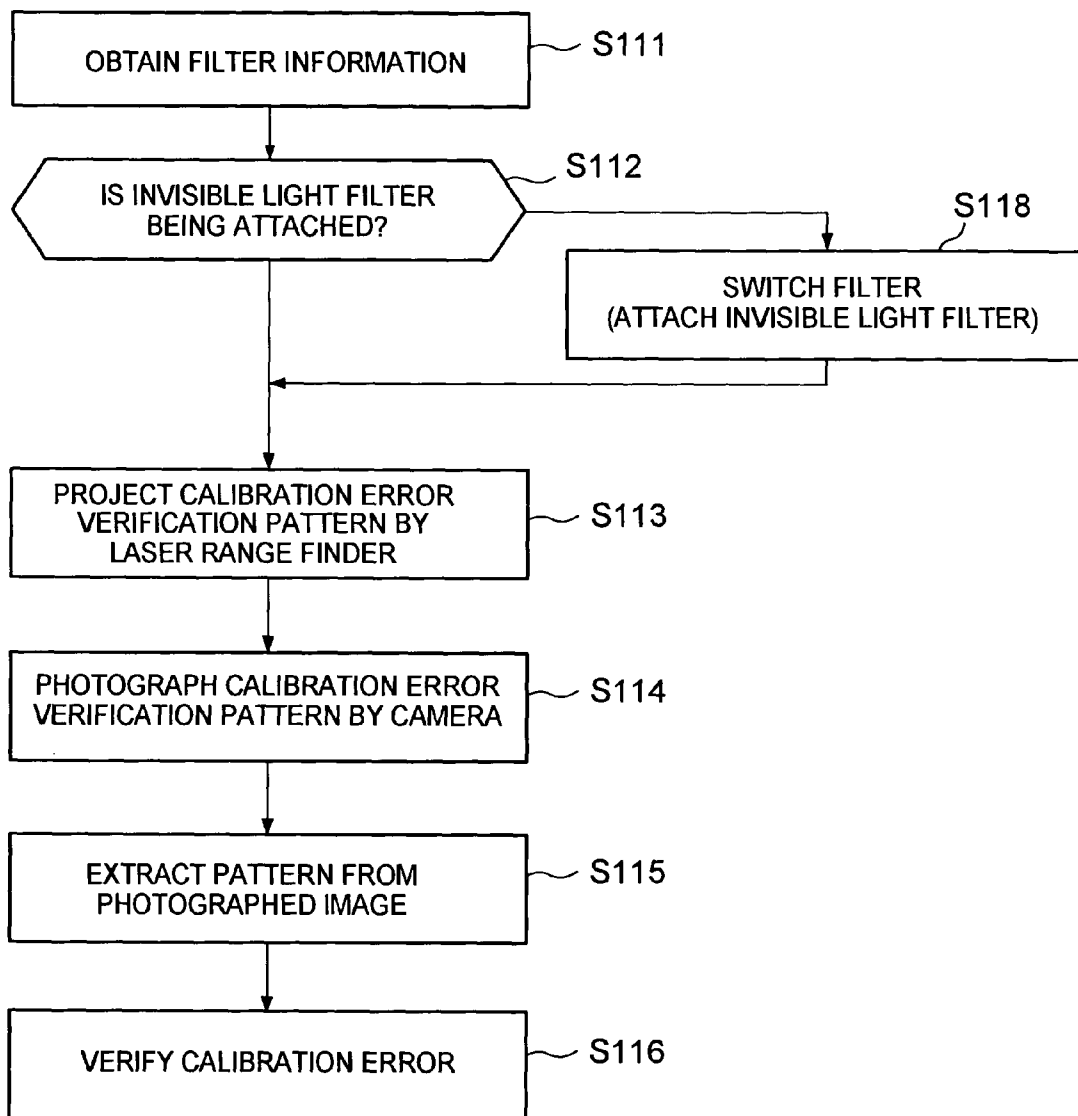 OBTAIN FILTER INFORMATION
S111
IS INVISIBLE LIGHT FILTER
BEING ATTACHED?
S112
SWITCH FILTER
(ATTACH INVISIBLE LIGHT FILTER)
S118
PROJECT CALIBRATION ERROR
VERIFICATION PATTERN BY
LASER RANGE FINDER
S113
PHOTOGRAPH CALIBRATION ERROR
VERIFICATION PATTERN BY CAMERA
S114
EXTRACT PATTERN FROM
PHOTOGRAPHED IMAGE
S115
VERIFY CALIBRATION ERROR
S116